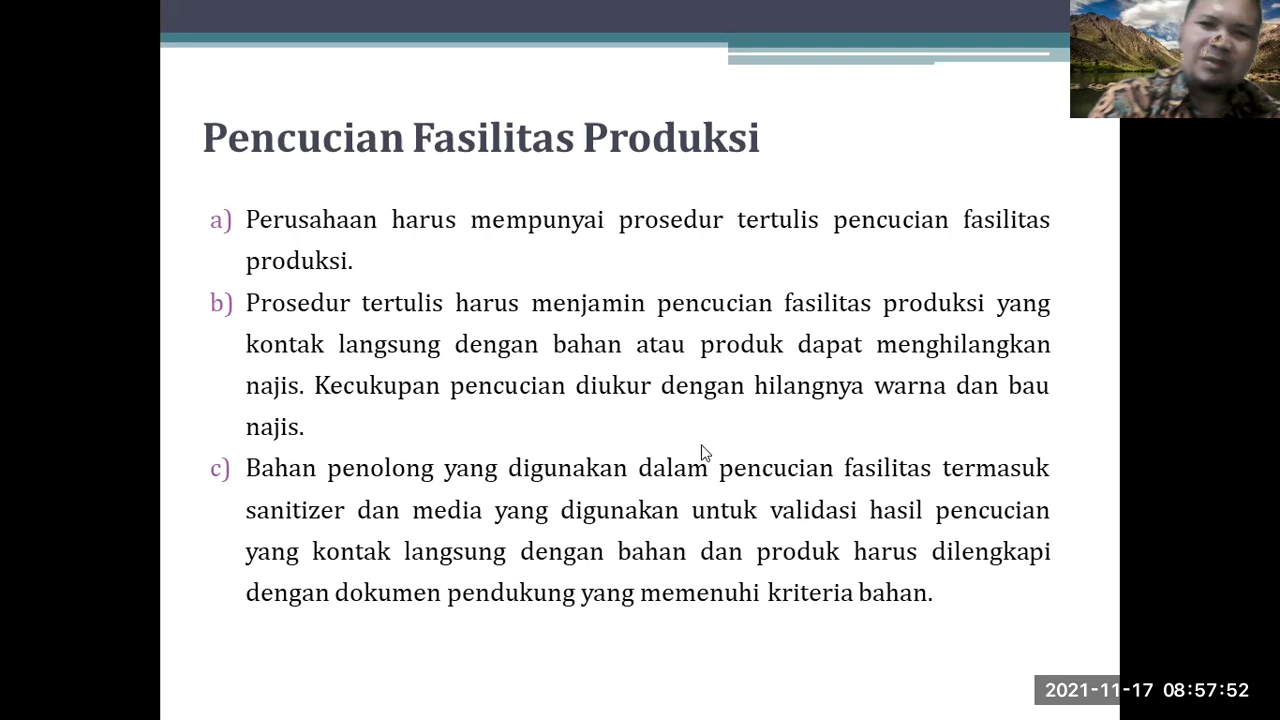 Pencucian Fasilitas Produksi
a) Perusahaan harus mempunyai prosedur tertulis pencucian fasilitas
produksi.
b) Prosedur tertulis harus menjamin pencucian fasilitas produksi yang
kontak langsung dengan bahan atau produk dapat menghilangkan
najis. Kecukupan pencucian diukur dengan hilangnya warna dan bau
najis.
c) Bahan penolong yang digunakan dalam pencucian fasilitas termasuk
sanitizer dan media yang digunakan untuk validasi hasil pencucian
yang kontak langsung dengan bahan dan produk harus dilengkapi
dengan dokumen pendukung yang memenuhi kriteria bahan.
2021-11-17 08:57:52